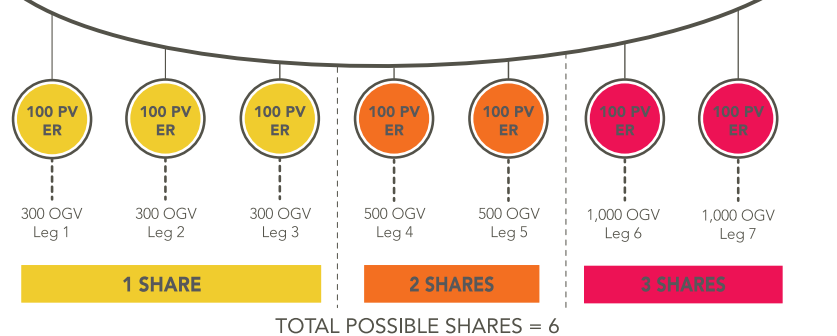 100 PV
ER
100 PV
ER
100 PV
ER
100 PV
ER
100 PV
ER
100 PV
ER
100 PV
ER
300 OGV
Leg 1
300 OGV
Leg 2
300 OGV
Leg 3
500 OGV
Leg 4
500 OGV
Leg 5
1,000 OGV
Leg 6
1,000 OGV
Leg 7
1 SHARE
2 SHARES
3 SHARES
TOTAL POSSIBLE SHARES = 6